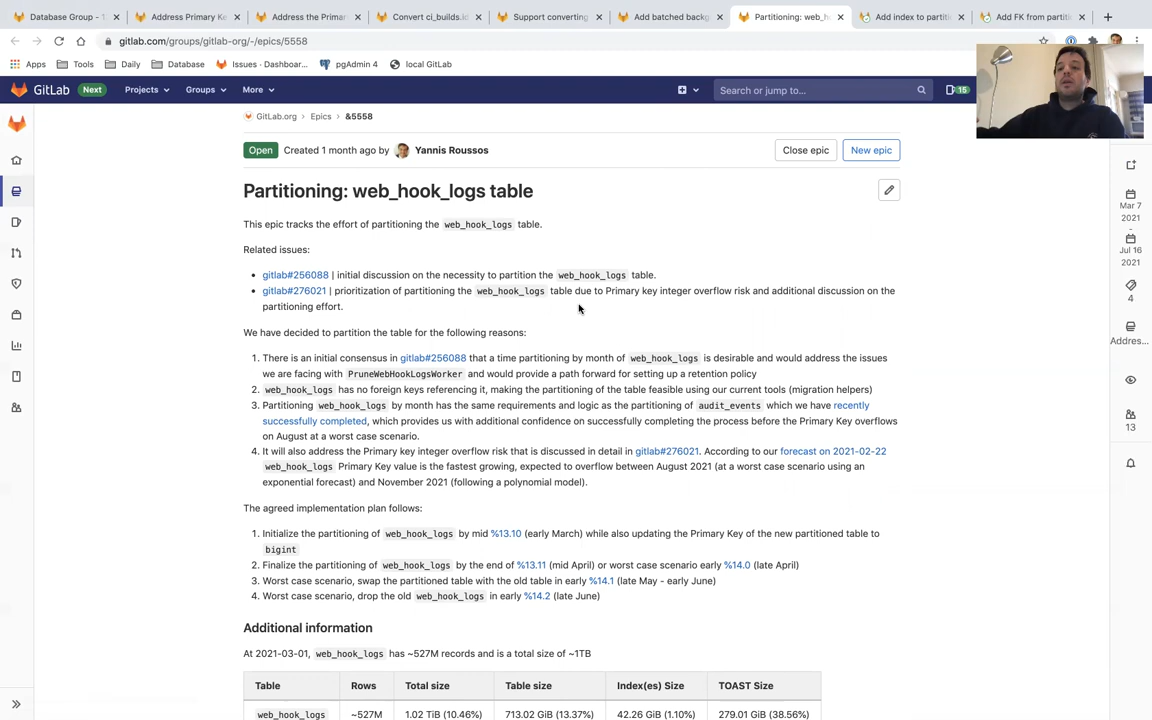 Database Group - 1
Address Primary Ke
Address the Primar
Convert ci_builds.i
Support converting
Add batched backg
Partitioning: web_h
Add index to partiti
Add FK from partiti
gitlab.com/groups/gitlab-org/-/epics/5558
Apps
Tools
Daily
Database
Issues · Dashboar...
pgAdmin 4
local GitLab
GitLab
Next
Projects
Groups
More
Search or jump to...
15
GitLab.org › Epics › &5558
Open Created 1 month ago by Yannis Roussos
Close epic
New epic
Partitioning: web_hook_logs table
This epic tracks the effort of partitioning the web_hook_logs table.
Related issues:
• gitlab#256088 | initial discussion on the necessity to partition the web_hook_logs table.
• gitlab#276021 | prioritization of partitioning the web_hook_logs table due to Primary key integer overflow risk and additional discussion on the
partitioning effort.
We have decided to partition the table for the following reasons:
1. There is an initial consensus in gitlab#256088 that a time partitioning by month of web_hook_logs is desirable and would address the issues
we are facing with PruneWebHookLogsWorker and would provide a path forward for setting up a retention policy
2. web_hook_logs has no foreign keys referencing it, making the partitioning of the table feasible using our current tools (migration helpers)
3. Partitioning web_hook_logs by month has the same requirements and logic as the partitioning of audit_events which we have recently
successfully completed, which provides us with additional confidence on successfully completing the process before the Primary Key overflows
on August at a worst case scenario.
4. It will also address the Primary key integer overflow risk that is discussed in detail in gitlab#276021. According to our forecast on 2021-02-22
web_hook_logs Primary Key value is the fastest growing, expected to overflow between August 2021 (at a worst case scenario using an
exponential forecast) and November 2021 (following a polynomial model).
The agreed implementation plan follows:
1. Initialize the partitioning of web_hook_logs by mid %13.10 (early March) while also updating the Primary Key of the new partitioned table to
bigint
2. Finalize the partitioning of web_hook_logs by the end of %13.11 (mid April) or worst case scenario early %14.0 (late April)
3. Worst case scenario, swap the partitioned table with the old table in early %14.1 (late May - early June)
4. Worst case scenario, drop the old web_hook_logs in early %14.2 (late June)
Additional information
At 2021-03-01, web_hook_logs has ~527M records and is a total size of ~1TB
Table Rows Total size Table size Index(es) Size TOAST Size
web_hook_logs ~527M 1.02 TiB (10.46%) 713.02 GiB (13.37%) 42.26 GiB (1.10%) 279.01 GiB (38.56%)
Mar 7
2021
-
Jul 16
2021
4
Addres...
13